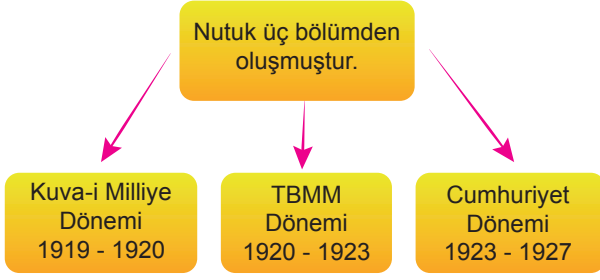 Nutuk üç bölümden
oluşmuştur.
Kuva-i Milliye
Dönemi
1919 - 1920
TBMM
Dönemi
1920 - 1923
Cumhuriyet
Dönemi
1923 - 1927